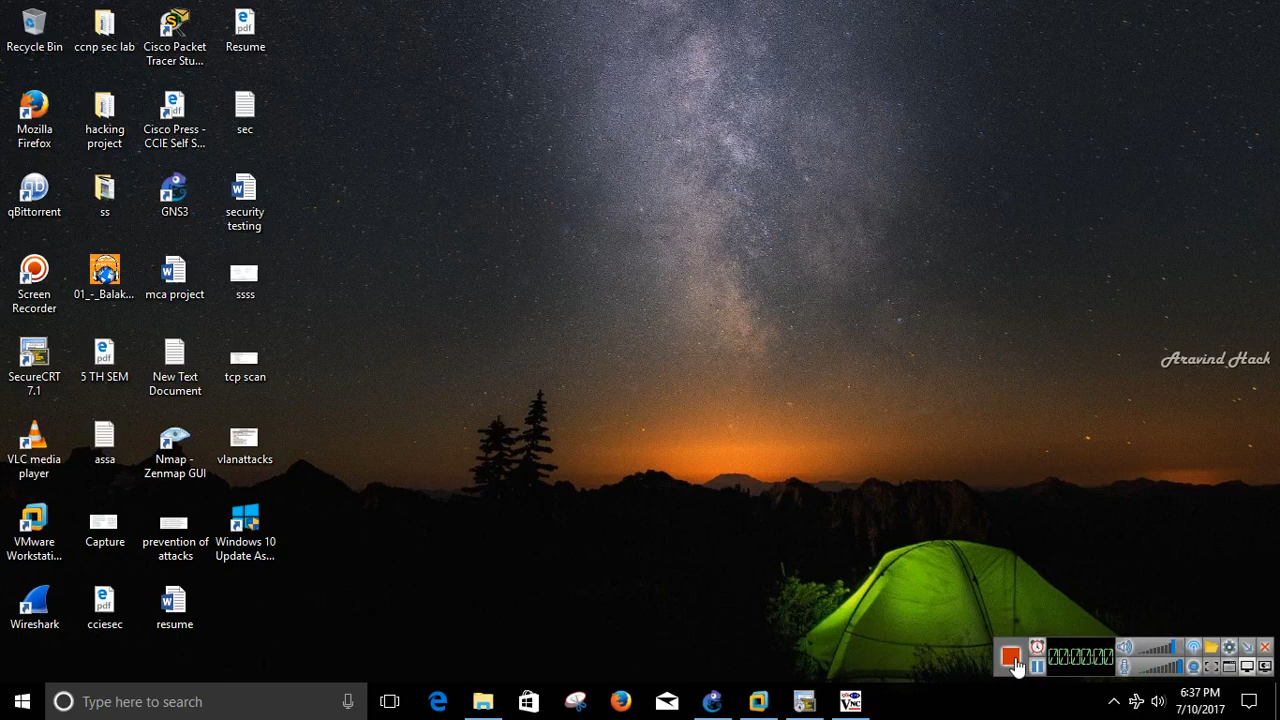 Recycle Bin
ccnp sec lab
Cisco Packet
Tracer Stu...
Resume
Mozilla
Firefox
hacking
project
Cisco Press -
CCIE Self S...
sec
qBittorrent
ss
GNS3
security
testing
Screen
Recorder
01_-_Balak...
mca project
ssss
SecureCRT
7.1
5 TH SEM
New Text
Document
tcp scan
Aravind Hack
VLC media
player
assa
Nmap -
Zenmap GUI
vlanattacks
VMware
Workstati...
Capture
prevention of
attacks
Windows 10
Update As...
Wireshark
cciesec
resume
00:00:00
Type here to search
6:37 PM
7/10/2017